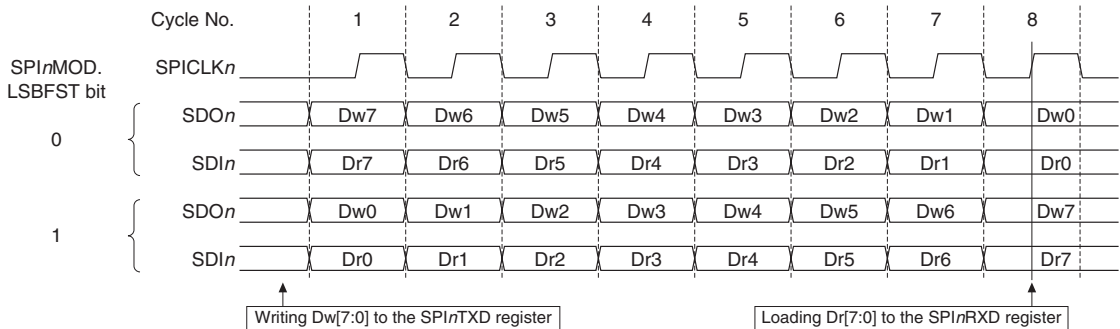 Cycle No. 1 2 3 4 5 6 7 8
SPInMOD.
LSBFST bit
SPICLKn
0
SDOn Dw7 Dw6 Dw5 Dw4 Dw3 Dw2 Dw1 Dw0
SDIn Dr7 Dr6 Dr5 Dr4 Dr3 Dr2 Dr1 Dr0
1
SDOn Dw0 Dw1 Dw2 Dw3 Dw4 Dw5 Dw6 Dw7
SDIn Dr0 Dr1 Dr2 Dr3 Dr4 Dr5 Dr6 Dr7
Writing Dw[7:0] to the SPInTXD register
Loading Dr[7:0] to the SPInRXD register